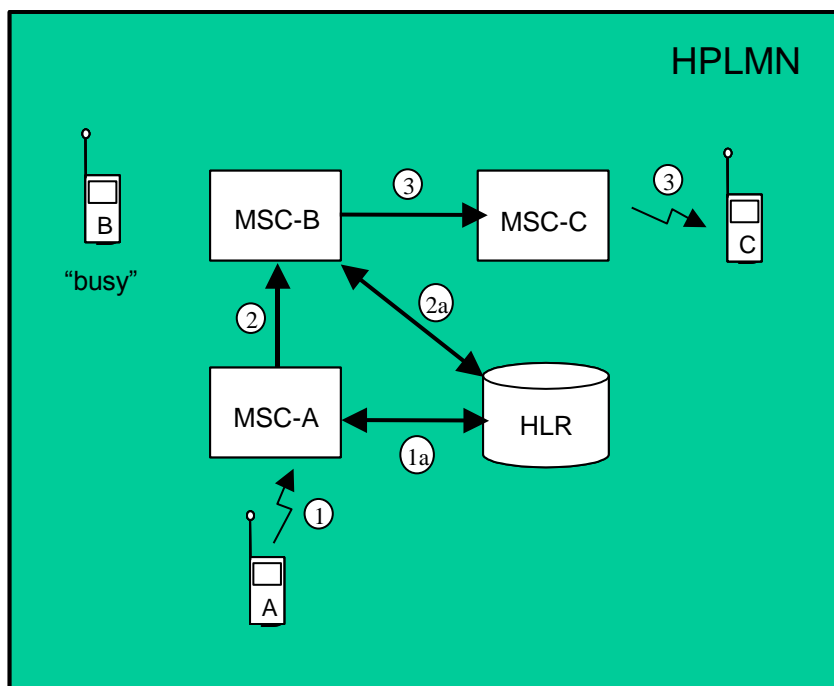 HPLMN
B
“busy”
MSC-B
3
MSC-C
3
C
2
2a
MSC-A
1a
HLR
1
A